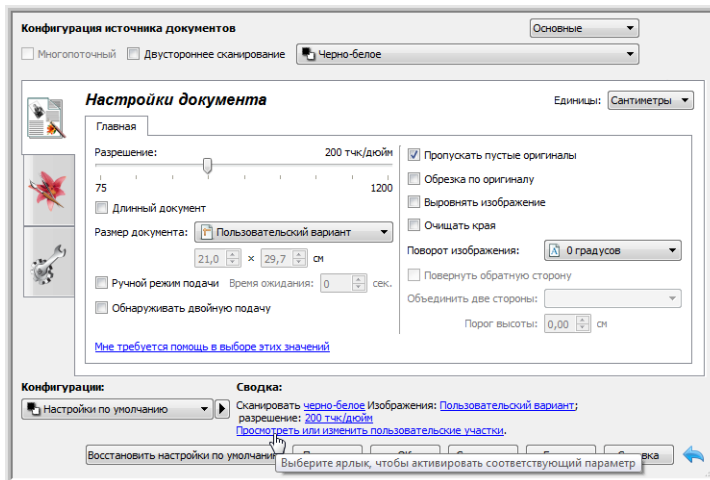 Конфигурация источника документов
Основные
Многопоточный Двустороннее сканирование Черно-белое
Настройки документа
Единицы: Сантиметры
Главная
Разрешение: 200 тчк/дюйм
75 1200
Длинный документ
Размер документа: Пользовательский вариант
21,0 × 29,7 см
Ручной режим подачи Время ожидания: 0 сек.
Обнаруживать двойную подачу
Мне требуется помощь в выборе этих значений
Пропускать пустые оригиналы
Обрезка по оригиналу
Выровнять изображение
Очищать края
Поворот изображения: 0 градусов
Повернуть обратную сторону
Объединить две стороны:
Порог высоты: 0,00 см
Конфигурации:
Настройки по умолчанию
Сводка:
Сканировать черно-белое Изображения: Пользовательский вариант;
разрешение: 200 тчк/дюйм
Просмотреть или изменить пользовательские участки.
Восстановить настройки по умолчанию
Выберите ярлык, чтобы активировать соответствующий параметр